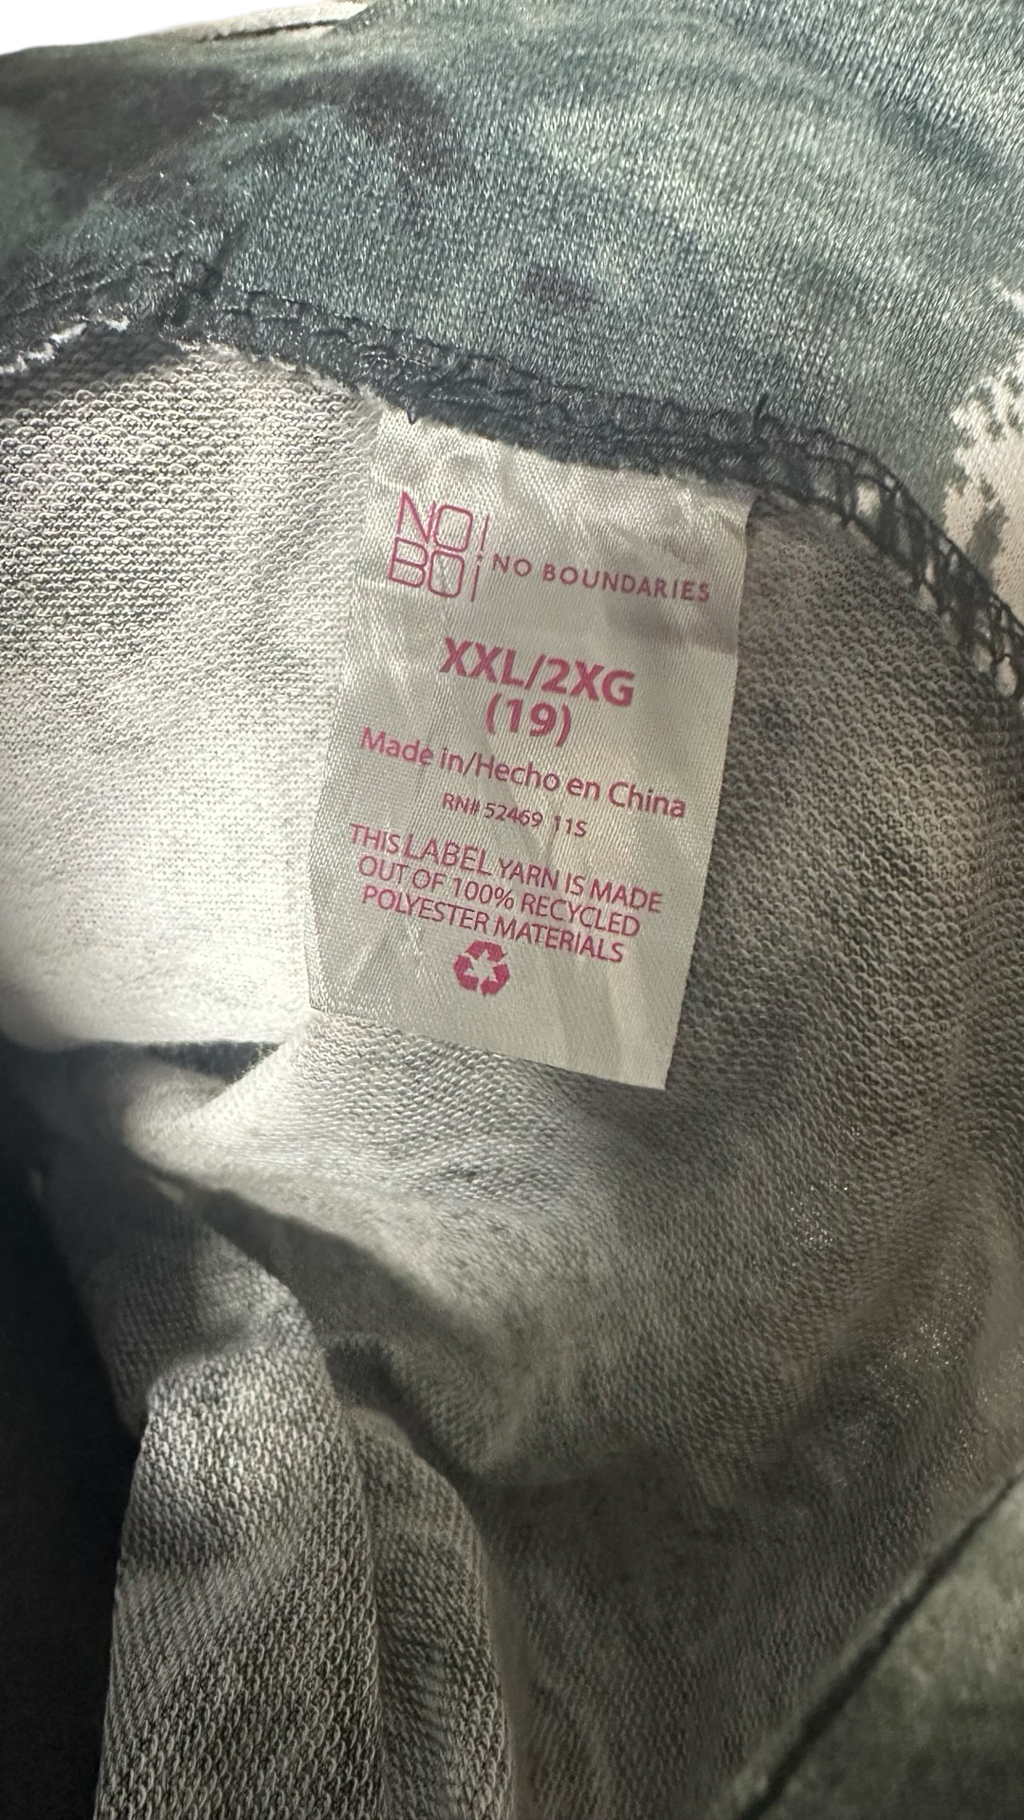 NO
BO
NO BOUNDARIES
XXL/2XG
(19)
Made in/Hecho en China
RN# 52469 11S
THIS LABEL YARN IS MADE
OUT OF 100% RECYCLED
POLYESTER MATERIALS